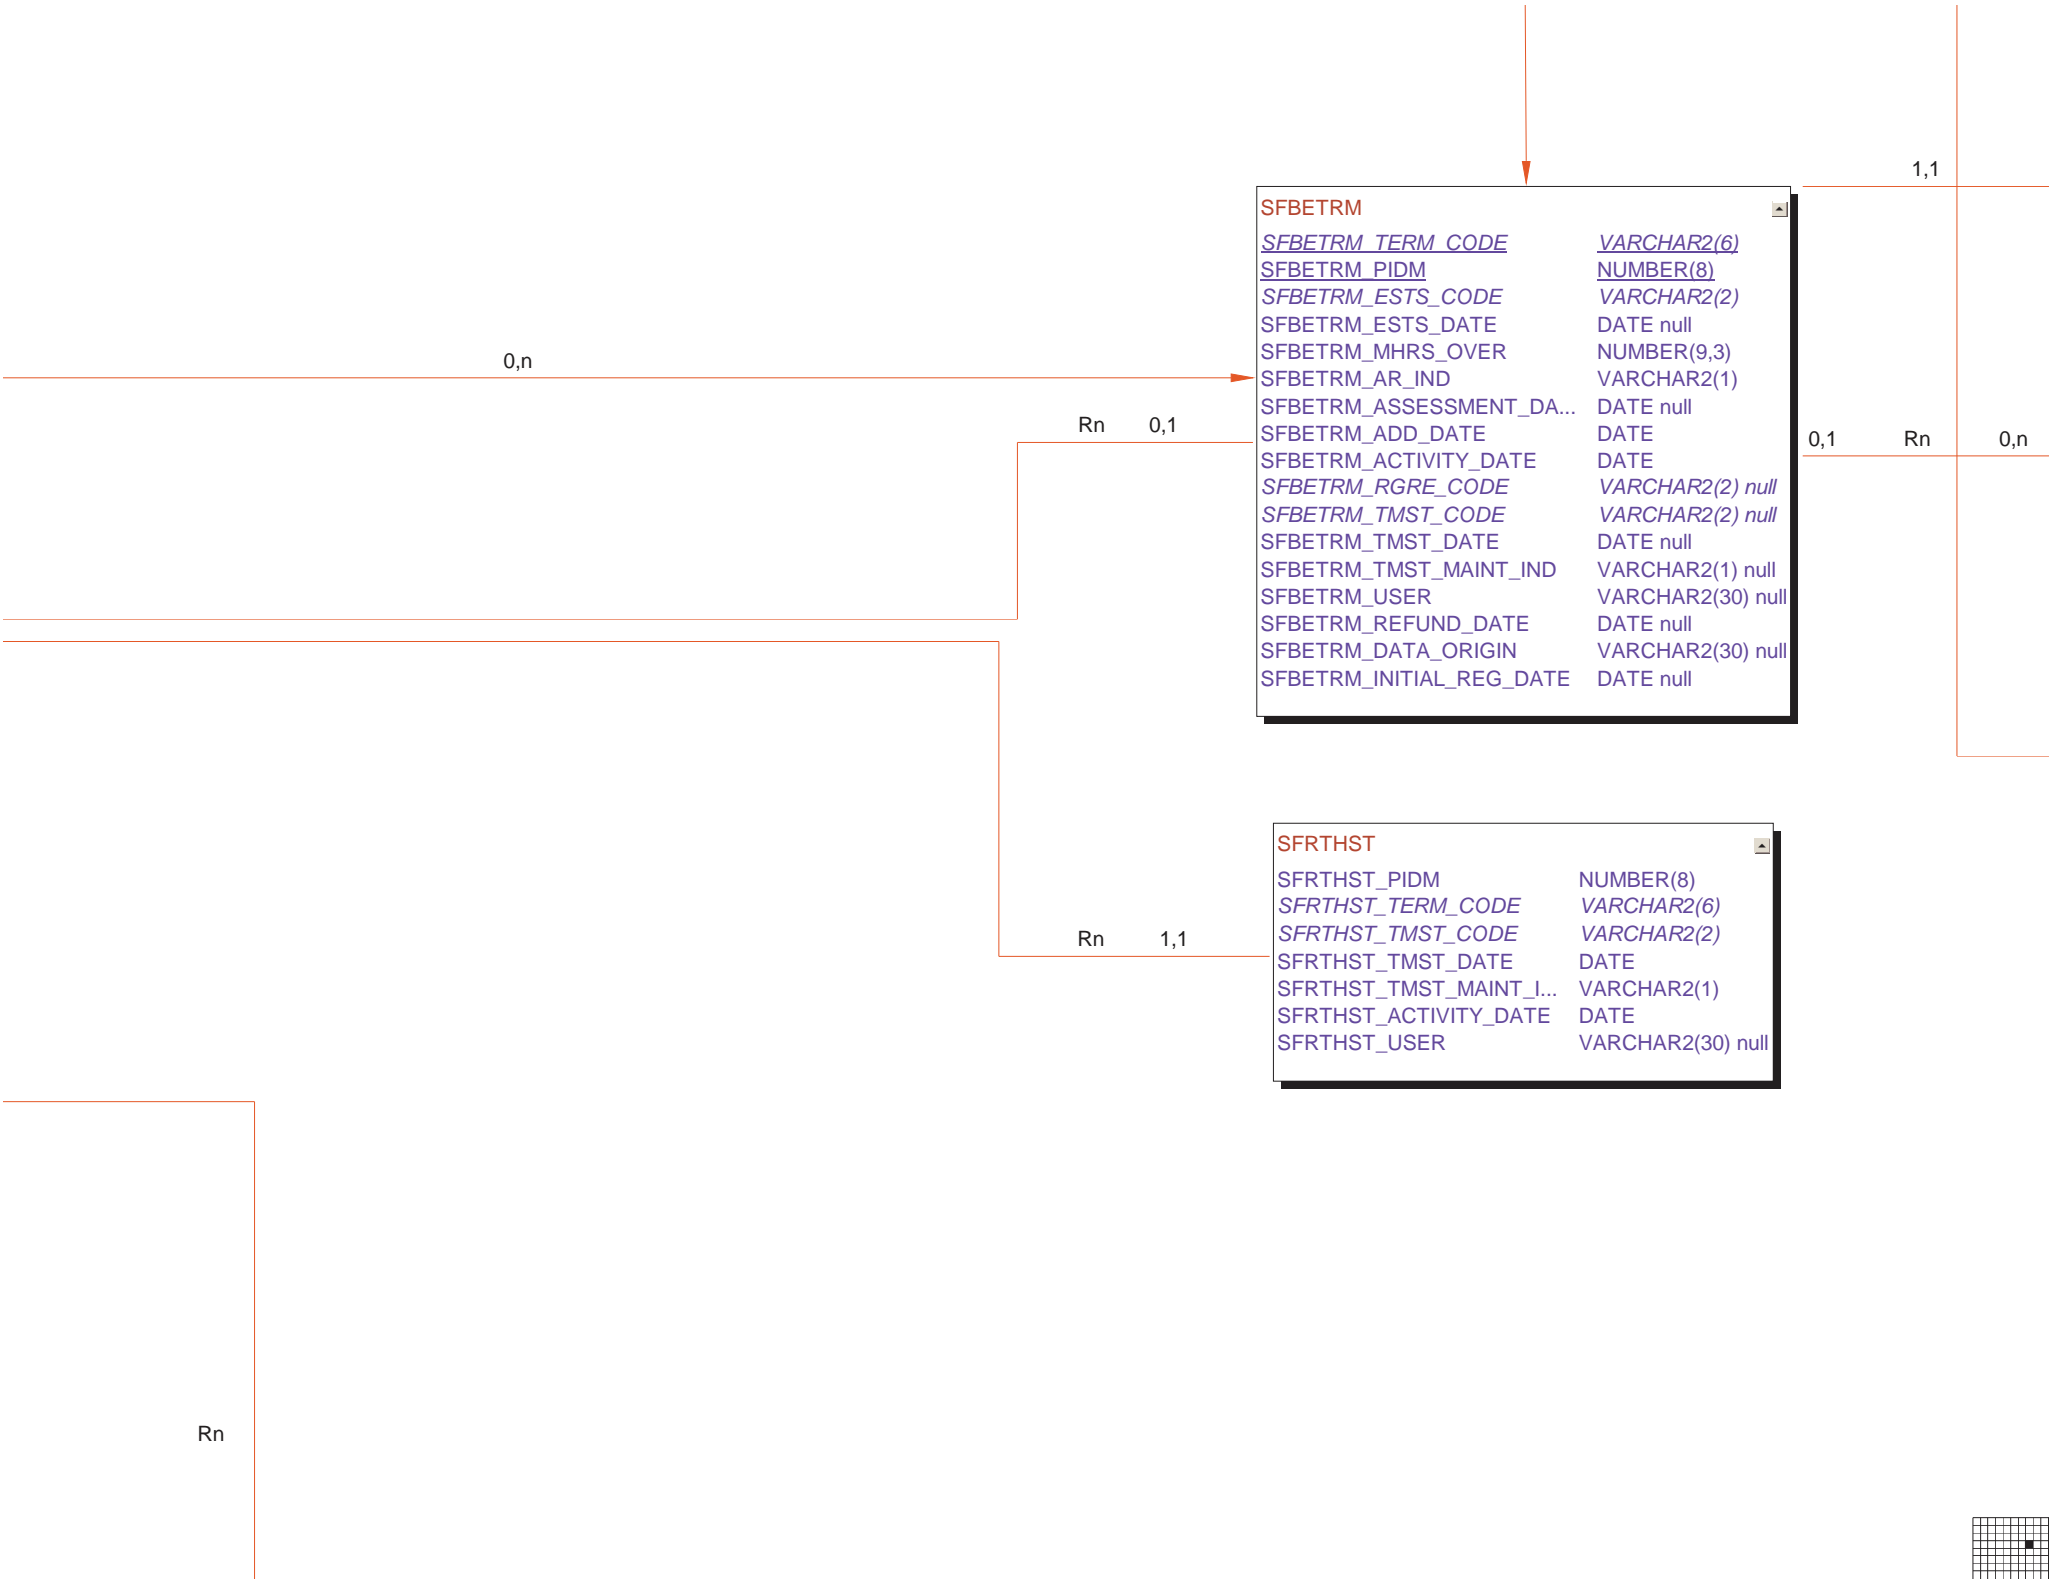 1,1
SFBETRM
SFBETRM_TERM_CODE VARCHAR2(6)
SFBETRM_PIDM NUMBER(8)
SFBETRM_ESTS_CODE VARCHAR2(2)
SFBETRM_ESTS_DATE DATE null
SFBETRM_MHRS_OVER NUMBER(9,3)
0,n
SFBETRM_AR_IND VARCHAR2(1)
SFBETRM_ASSESSMENT_DA... DATE null
Rn 0,1
SFBETRM_ADD_DATE DATE
0,1 Rn 0,n
SFBETRM_ACTIVITY_DATE DATE
SFBETRM_RGRE_CODE VARCHAR2(2) null
SFBETRM_TMST_CODE VARCHAR2(2) null
SFBETRM_TMST_DATE DATE null
SFBETRM_TMST_MAINT_IND VARCHAR2(1) null
SFBETRM_USER VARCHAR2(30) null
SFBETRM_REFUND_DATE DATE null
SFBETRM_DATA_ORIGIN VARCHAR2(30) null
SFBETRM_INITIAL_REG_DATE DATE null
SFRTHST
SFRTHST_PIDM NUMBER(8)
SFRTHST_TERM_CODE VARCHAR2(6)
SFRTHST_TMST_CODE VARCHAR2(2)
Rn 1,1
SFRTHST_TMST_DATE DATE
SFRTHST_TMST_MAINT_I... VARCHAR2(1)
SFRTHST_ACTIVITY_DATE DATE
SFRTHST_USER VARCHAR2(30) null
Rn